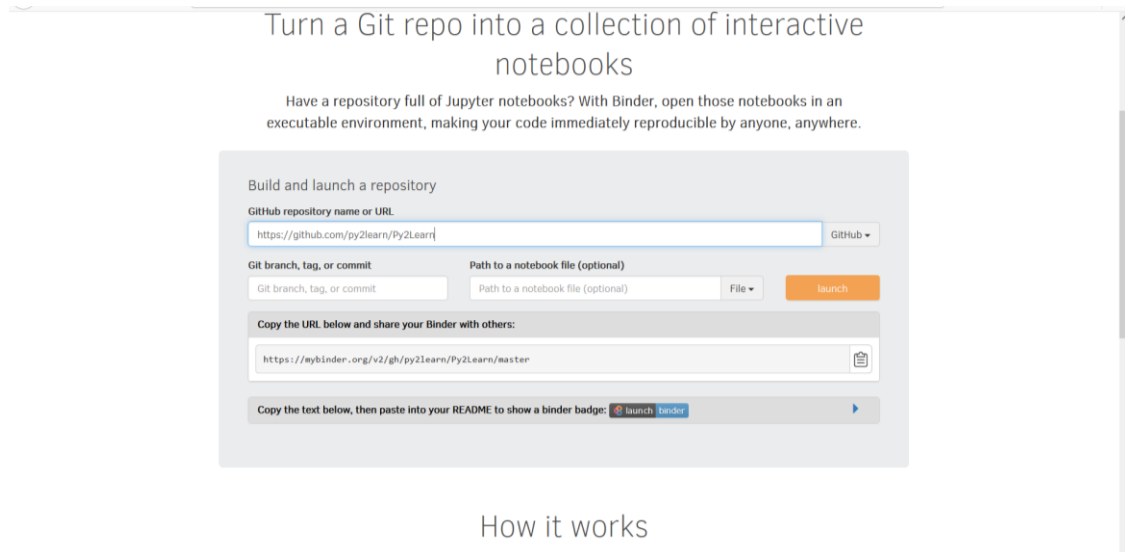 Turn a Git repo into a collection of interactive
notebooks
Have a repository full of Jupyter notebooks? With Binder, open those notebooks in an
executable environment, making your code immediately reproducible by anyone, anywhere.
Build and launch a repository
GitHub repository name or URL
https://github.com/py2learn/Py2Learn
GitHub
Git branch, tag, or commit
Path to a notebook file (optional)
Git branch, tag, or commit
Path to a notebook file (optional)
File
launch
Copy the URL below and share your Binder with others:
https://mybinder.org/v2/gh/py2learn/Py2Learn/master
Copy the text below, then paste into your README to show a binder badge: launch binder
How it works